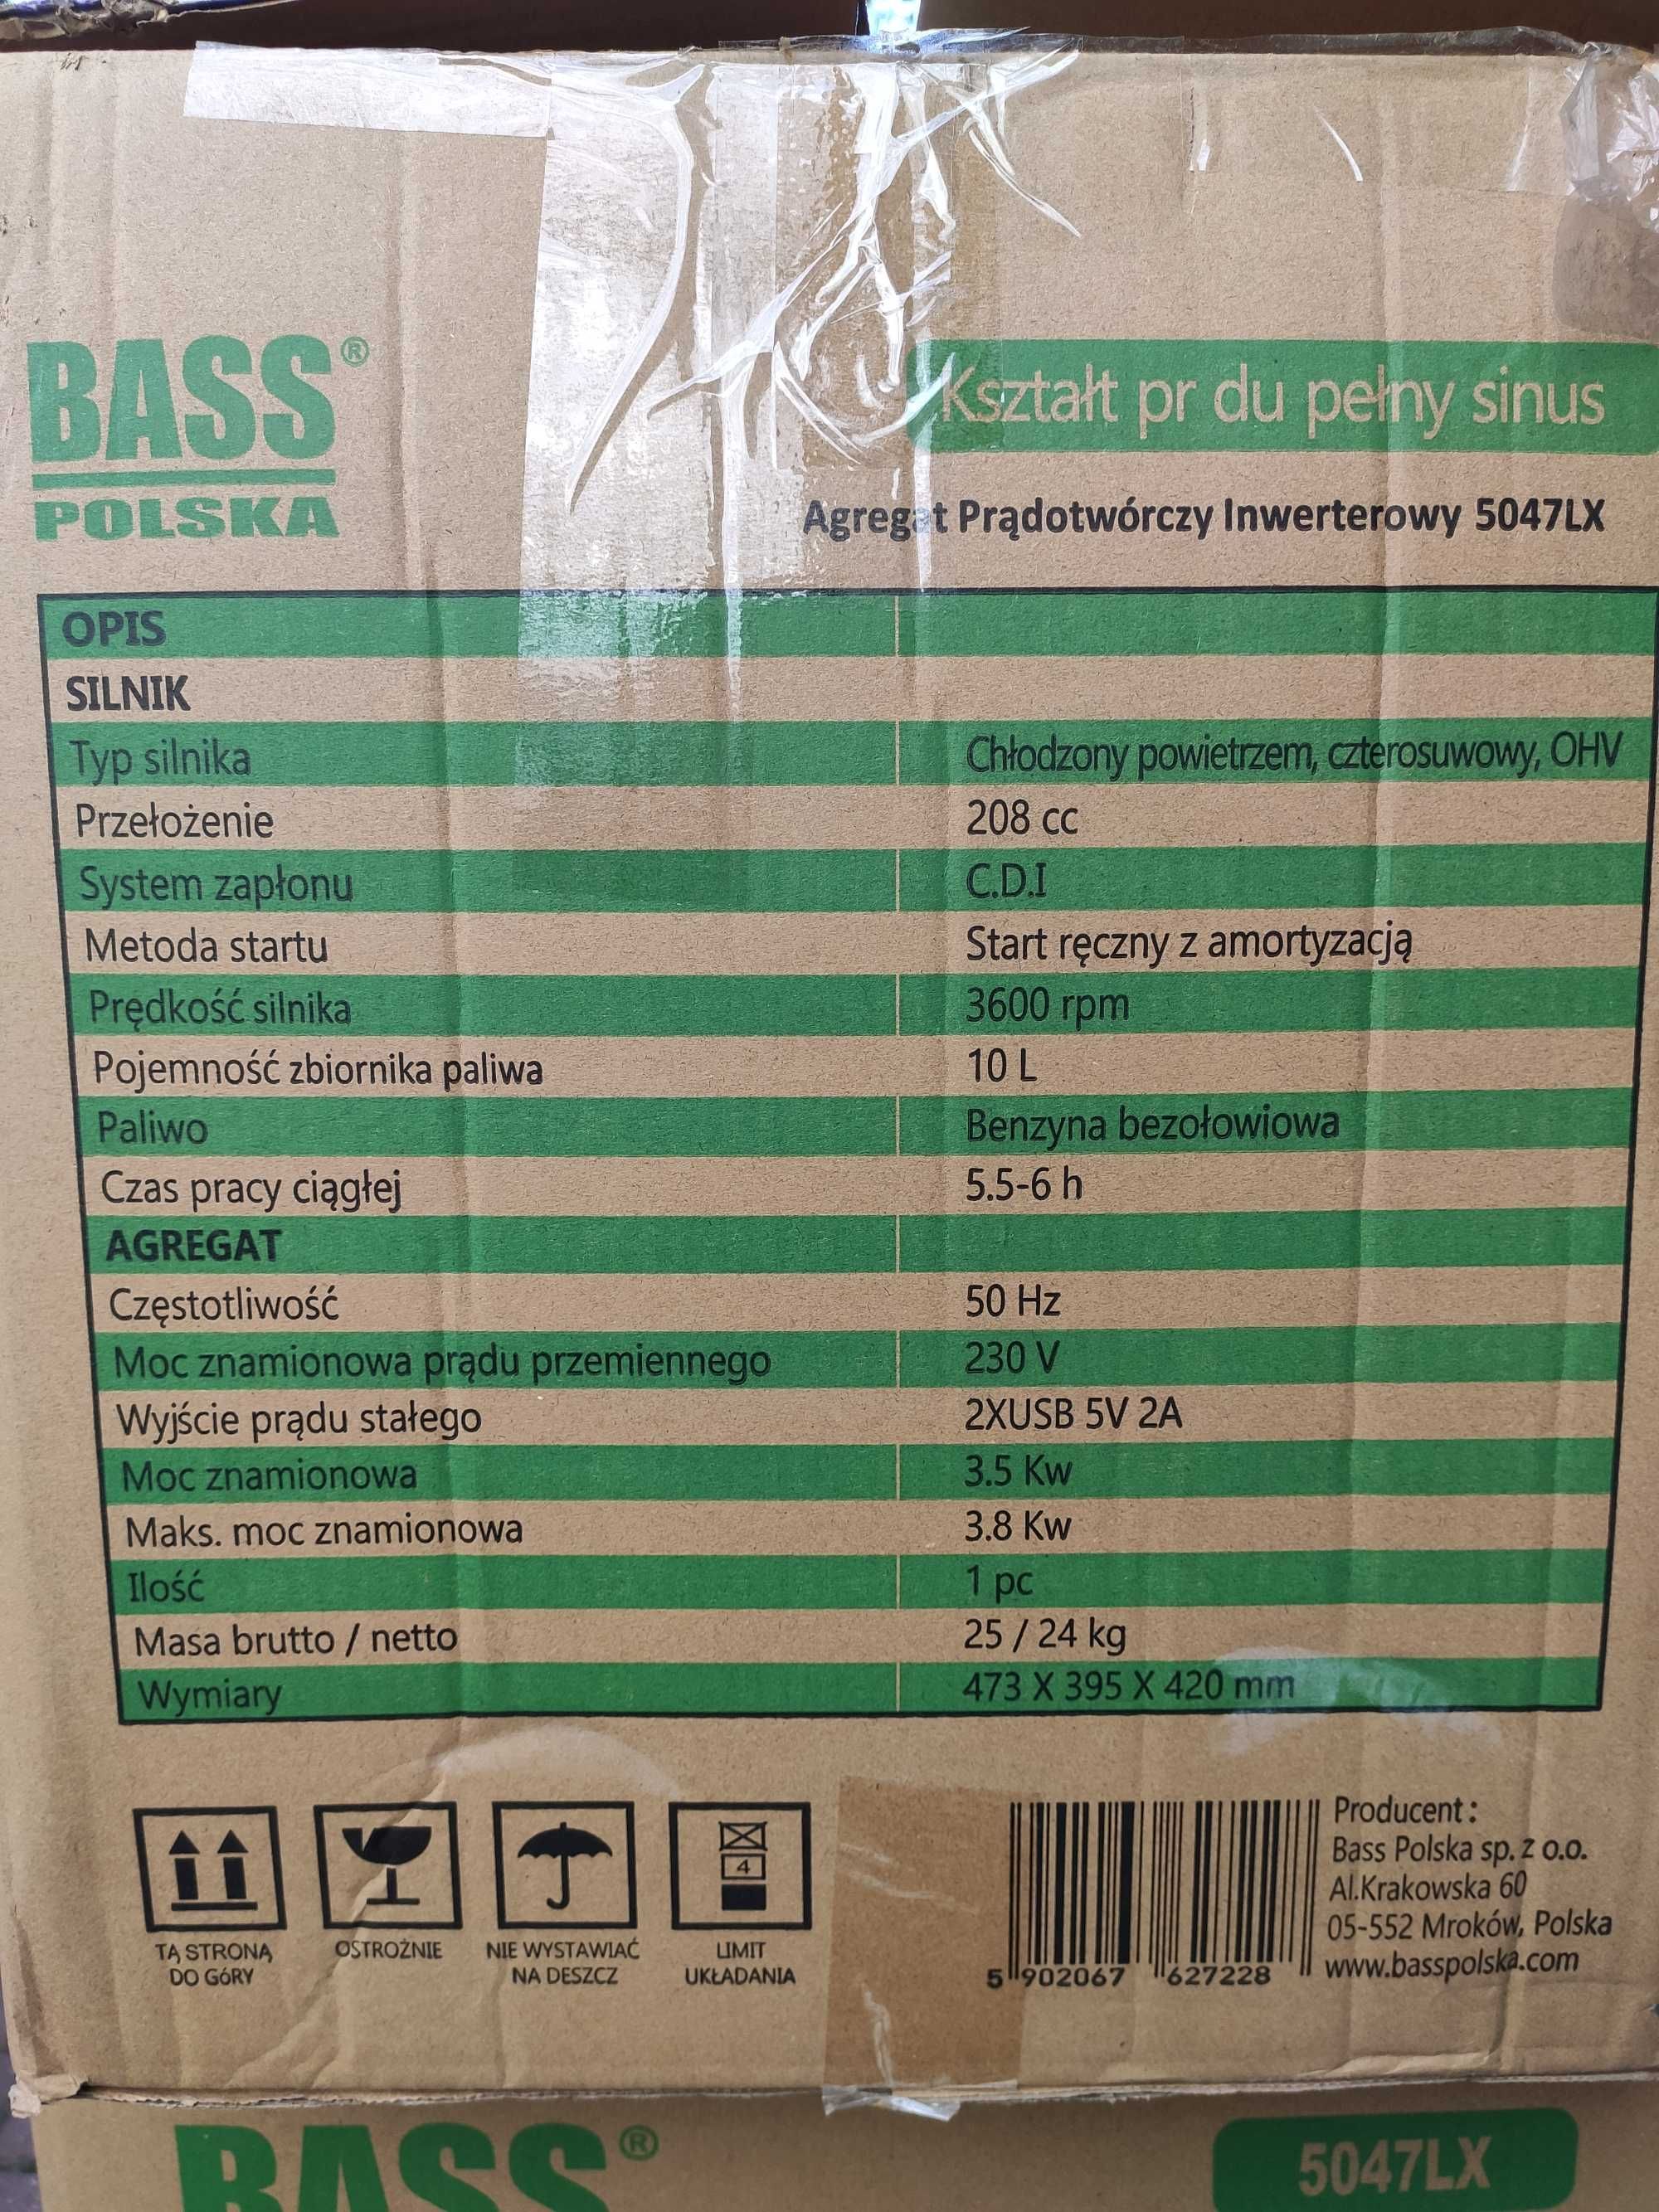 BASS®
POLSKA
Kształt pr du pełny sinus
Agregat Prądotwórczy Inwerterowy 5047LX
OPIS
SILNIK
Typ silnika Chłodzony powietrzem, czterosuwowy, OHV
Przełożenie 208 cc
System zapłonu C.D.I
Metoda startu Start ręczny z amortyzacją
Prędkość silnika 3600 rpm
Pojemność zbiornika paliwa 10 L
Paliwo Benzyna bezołowiowa
Czas pracy ciągłej 5.5-6 h
AGREGAT
Częstotliwość 50 Hz
Moc znamionowa prądu przemiennego 230 V
Wyjście prądu stałego 2XUSB 5V 2A
Moc znamionowa 3.5 Kw
Maks. moc znamionowa 3.8 Kw
Ilość 1 pc
Masa brutto / netto 25 / 24 kg
Wymiary 473 X 395 X 420 mm
4
TĄ STRONĄ
DO GÓRY
OSTROŻNIE
NIE WYSTAWIAĆ
NA DESZCZ
LIMIT
UKŁADANIA
5 902067 627228
Producent :
Bass Polska sp. z o.o.
Al.Krakowska 60
05-552 Mroków, Polska
www.basspolska.com
BASS®
5047LX